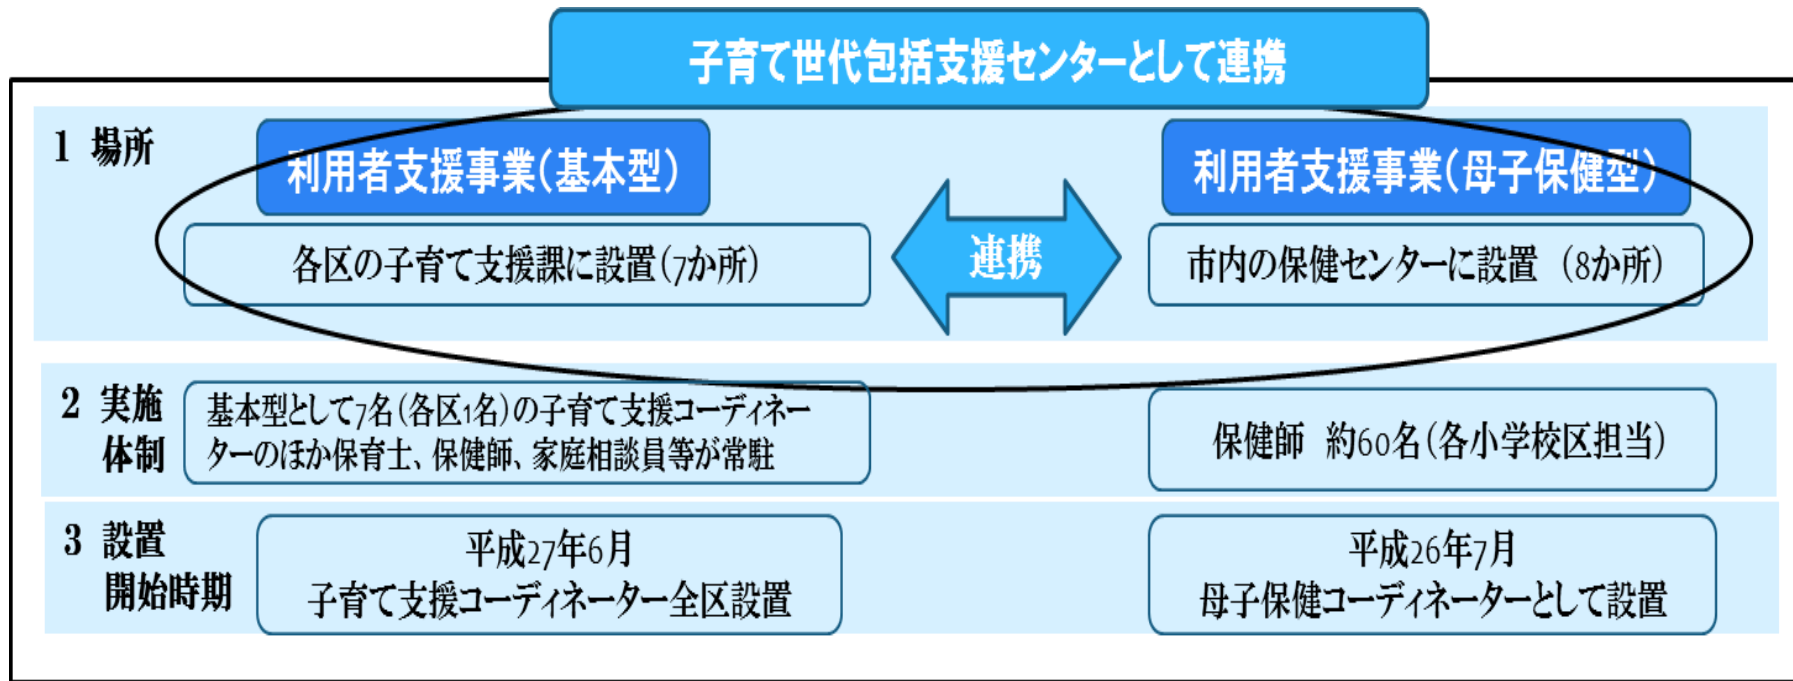 子育て世代包括支援センターとして連携
1 場所
利用者支援事業(基本型)
利用者支援事業(母子保健型)
各区の子育て支援課に設置(7か所)
連携
市内の保健センターに設置 (8か所)
2 実施
体制
基本型として7名(各区1名)の子育て支援コーディネー
ターのほか保育士、保健師、家庭相談員等が常駐
保健師 約60名(各小学校区担当)
3 設置
開始時期
平成27年6月
子育て支援コーディネーター全区設置
平成26年7月
母子保健コーディネーターとして設置